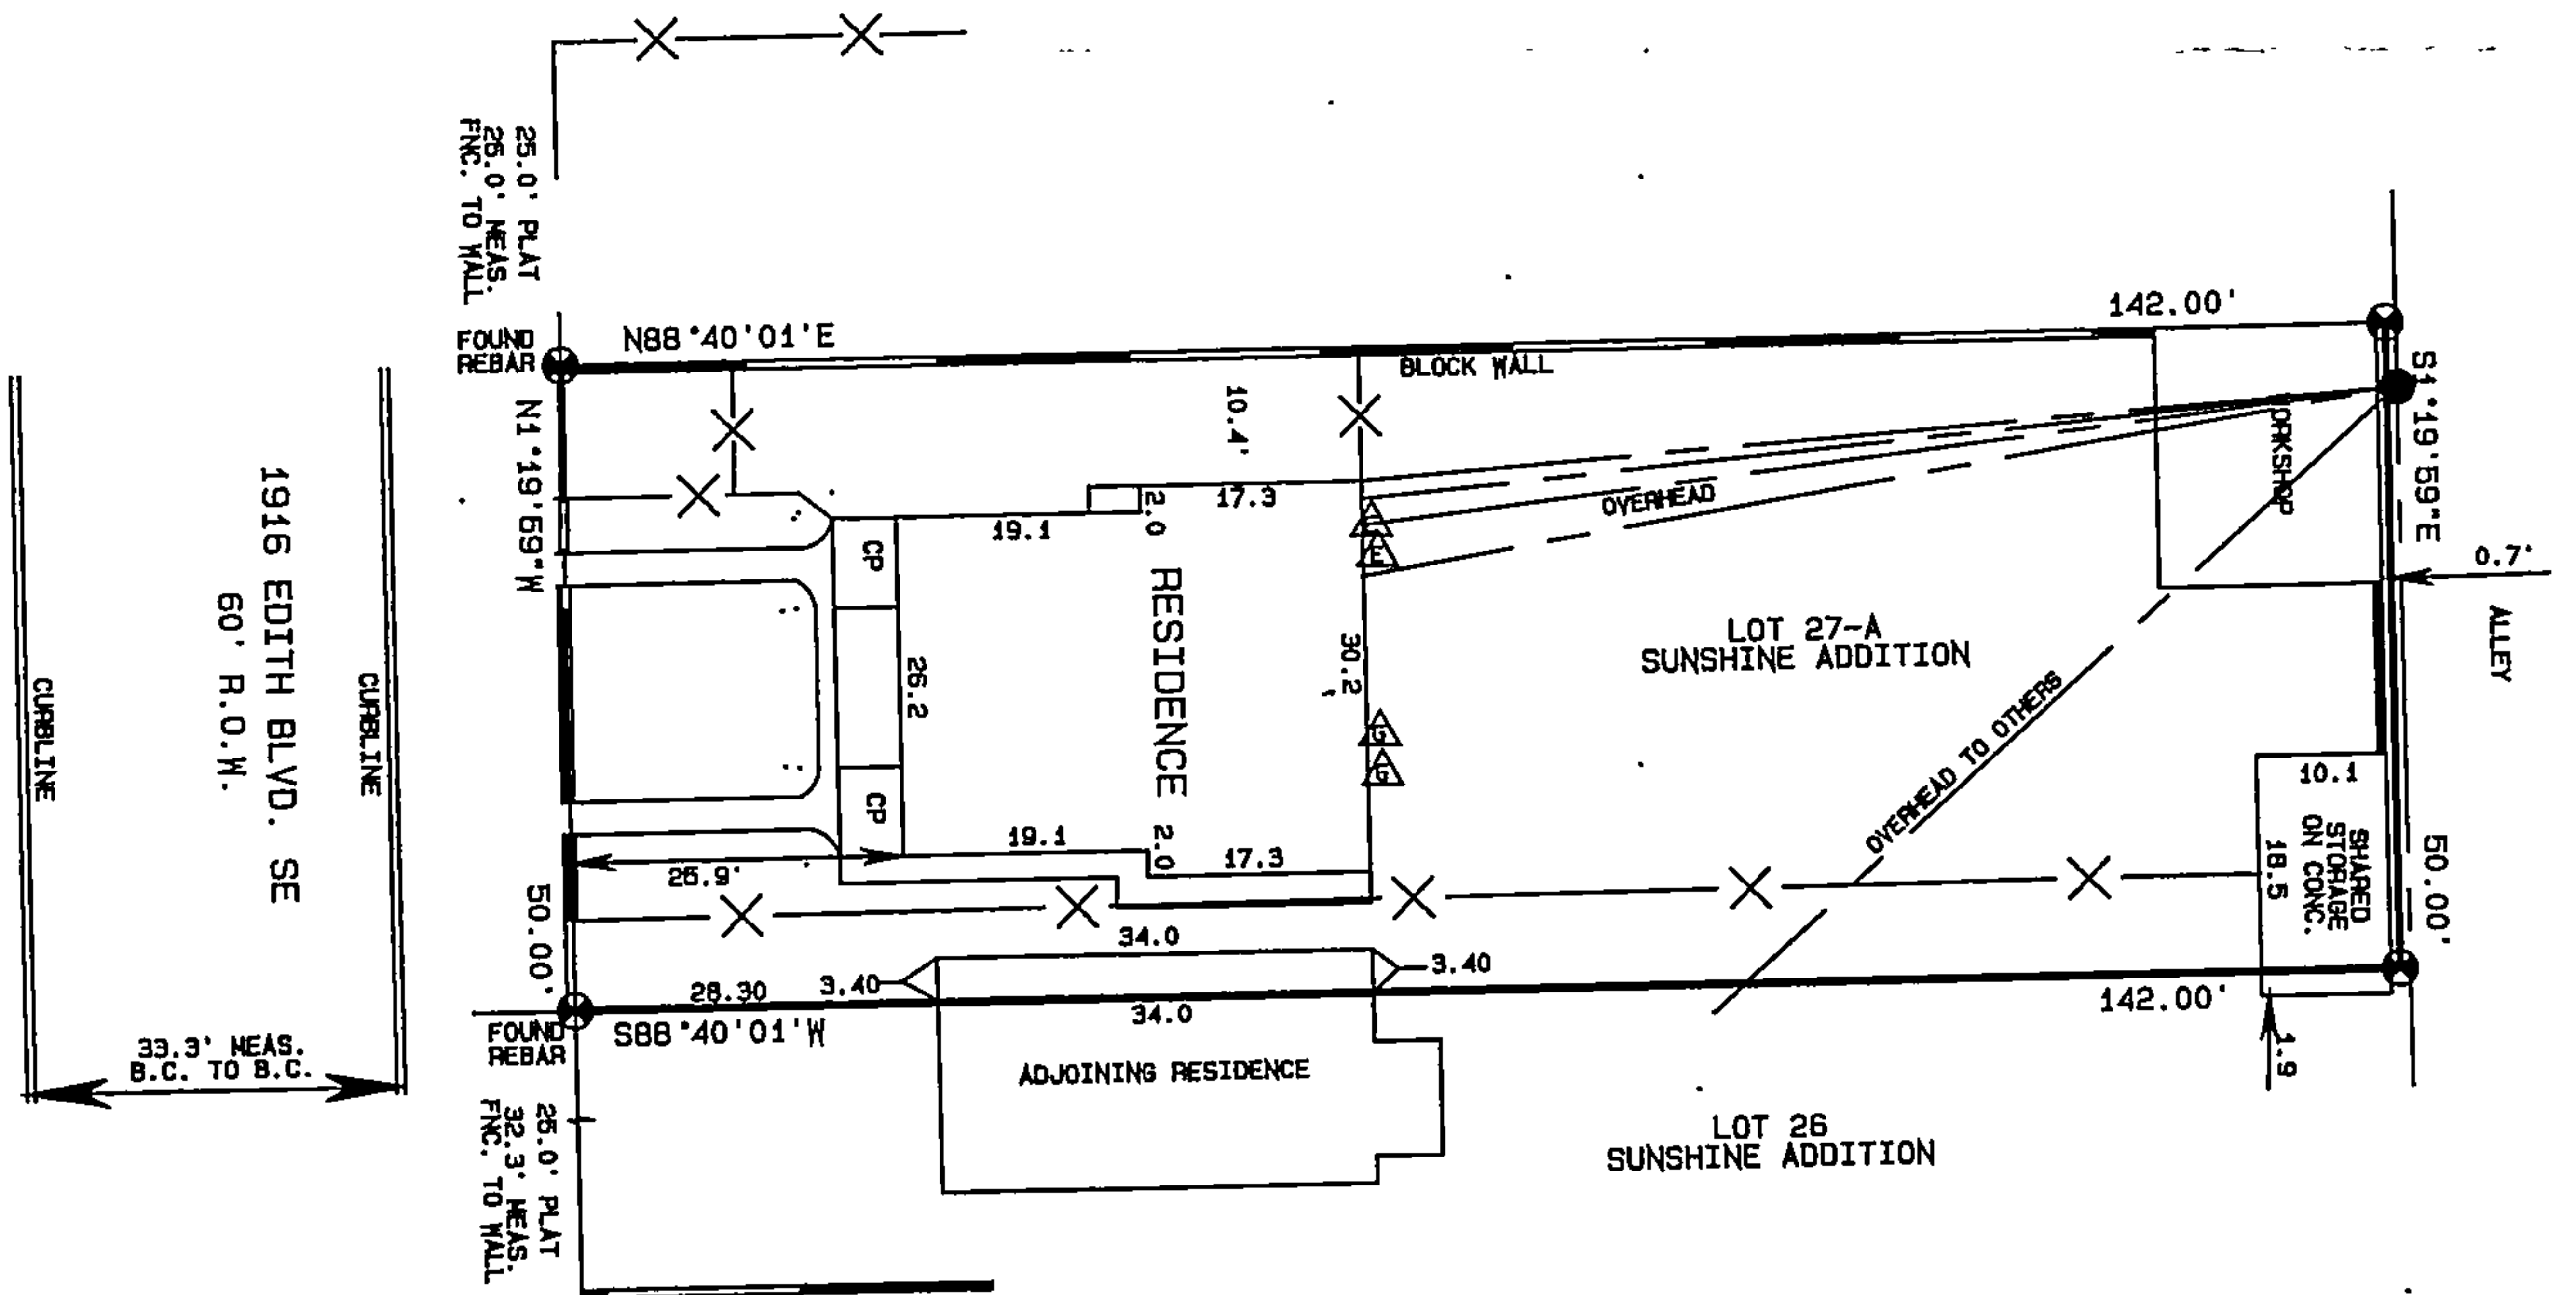 25.0' PLAT
26.0' MEAS.
FNC. TO WALL
FOUND
REBAR
N88°40'01'E
142.00'
BLOCK WALL
N1°19'59"W
10.4'
S1°19'59"E
WORKSHOP
OVERHEAD
17.3
2.0
19.1
CP
0.7'
ALLEY
1916 EDITH BLVD. SE
60' R.O.W.
CURBLINE
CURBLINE
26.2
RESIDENCE
30.2
E
G
G
LOT 27-A
SUNSHINE ADDITION
OVERHEAD TO OTHERS
10.1
SHARED
STORAGE
ON CONC.
18.5
CP
19.1
2.0
17.3
25.9'
50.00'
50.00'
34.0
3.40
3.40
28.30
34.0
142.00'
FOUND
REBAR
S88°40'01'W
1.9
33.3' MEAS.
B.C. TO B.C.
ADJOINING RESIDENCE
25.0' PLAT
32.3' MEAS.
FNC. TO WALL
LOT 26
SUNSHINE ADDITION